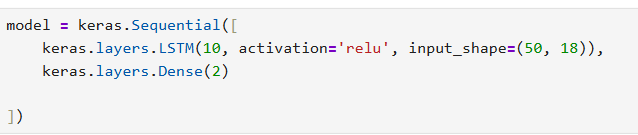 model = keras.Sequential([
    keras.layers.LSTM(10, activation='relu', input_shape=(50, 18)),
    keras.layers.Dense(2)
])